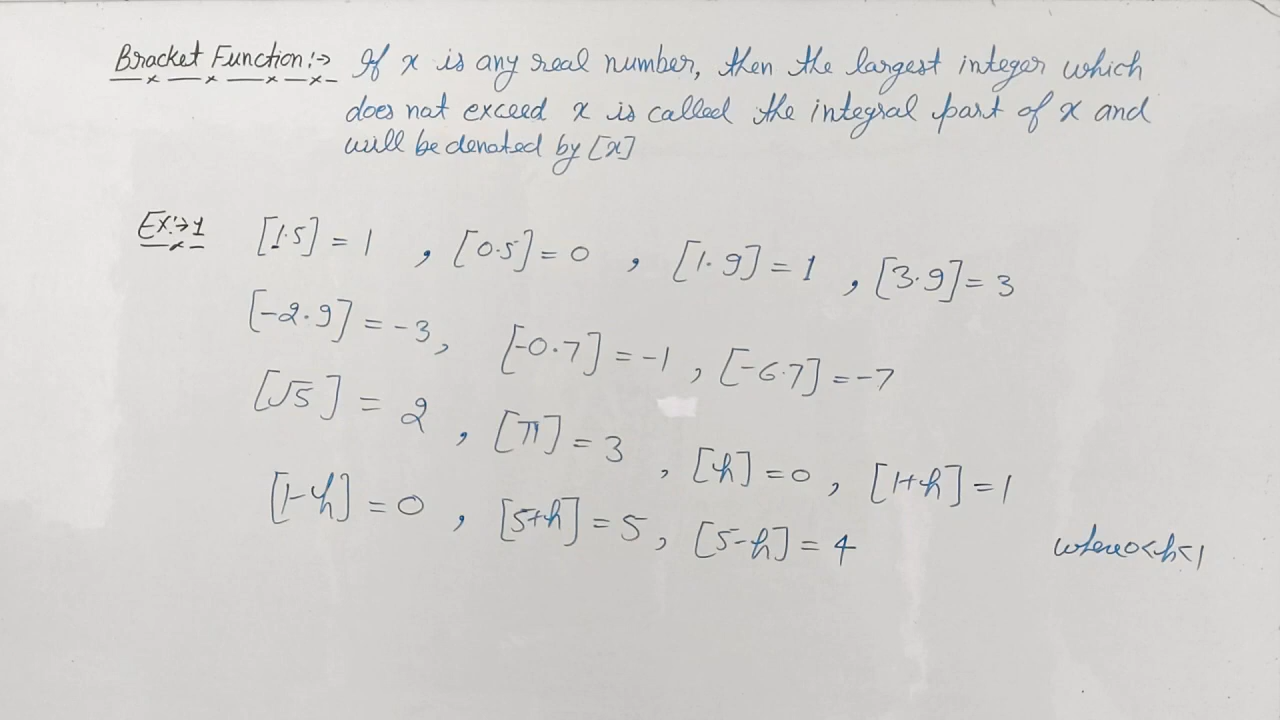 Bracket Function:→ If x is any real number, then the largest integer which
does not exceed x is called the integral part of x and
will be denoted by [x]
Ex:→1 [1.5] = 1 , [0.5] = 0 , [1.9] = 1 , [3.9] = 3
[-2.9] = -3, [-0.7] = -1 , [-6.7] = -7
[√5] = 2 , [π] = 3 , [h] = 0 , [1+h] = 1
[1-h] = 0 , [5+h] = 5 , [5-h] = 4 where 0<h<1